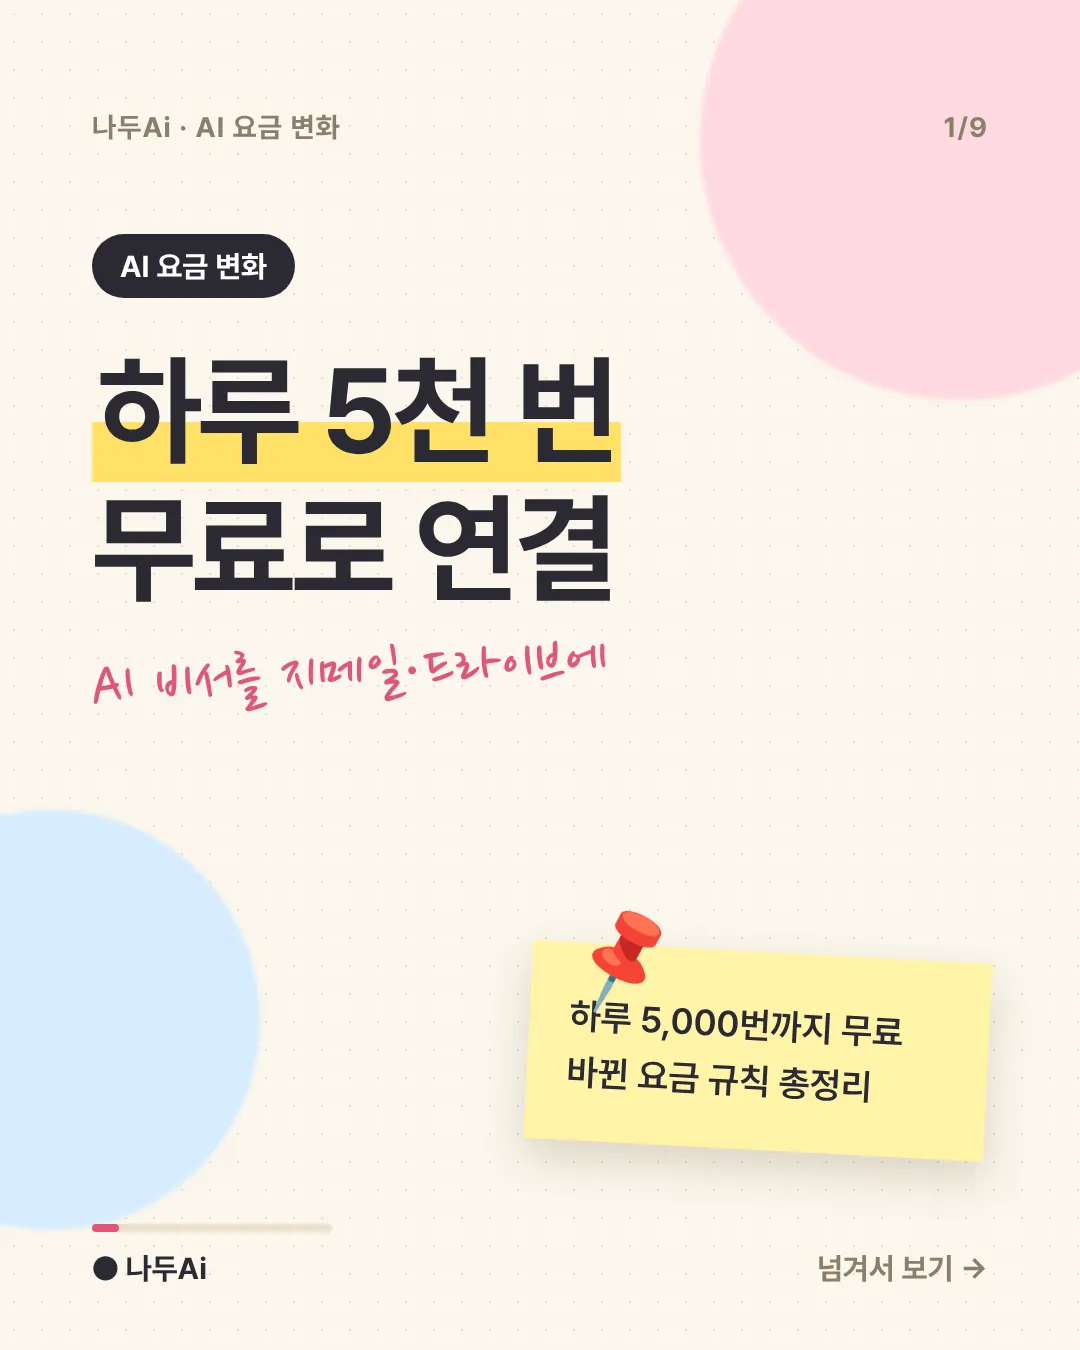 나두Ai · AI 요금 변화
1/9
AI 요금 변화
하루 5천 번
무료로 연결
AI 비서를 지메일·드라이브에
하루 5,000번까지 무료
바뀐 요금 규칙 총정리
나두Ai
넘겨서 보기 →